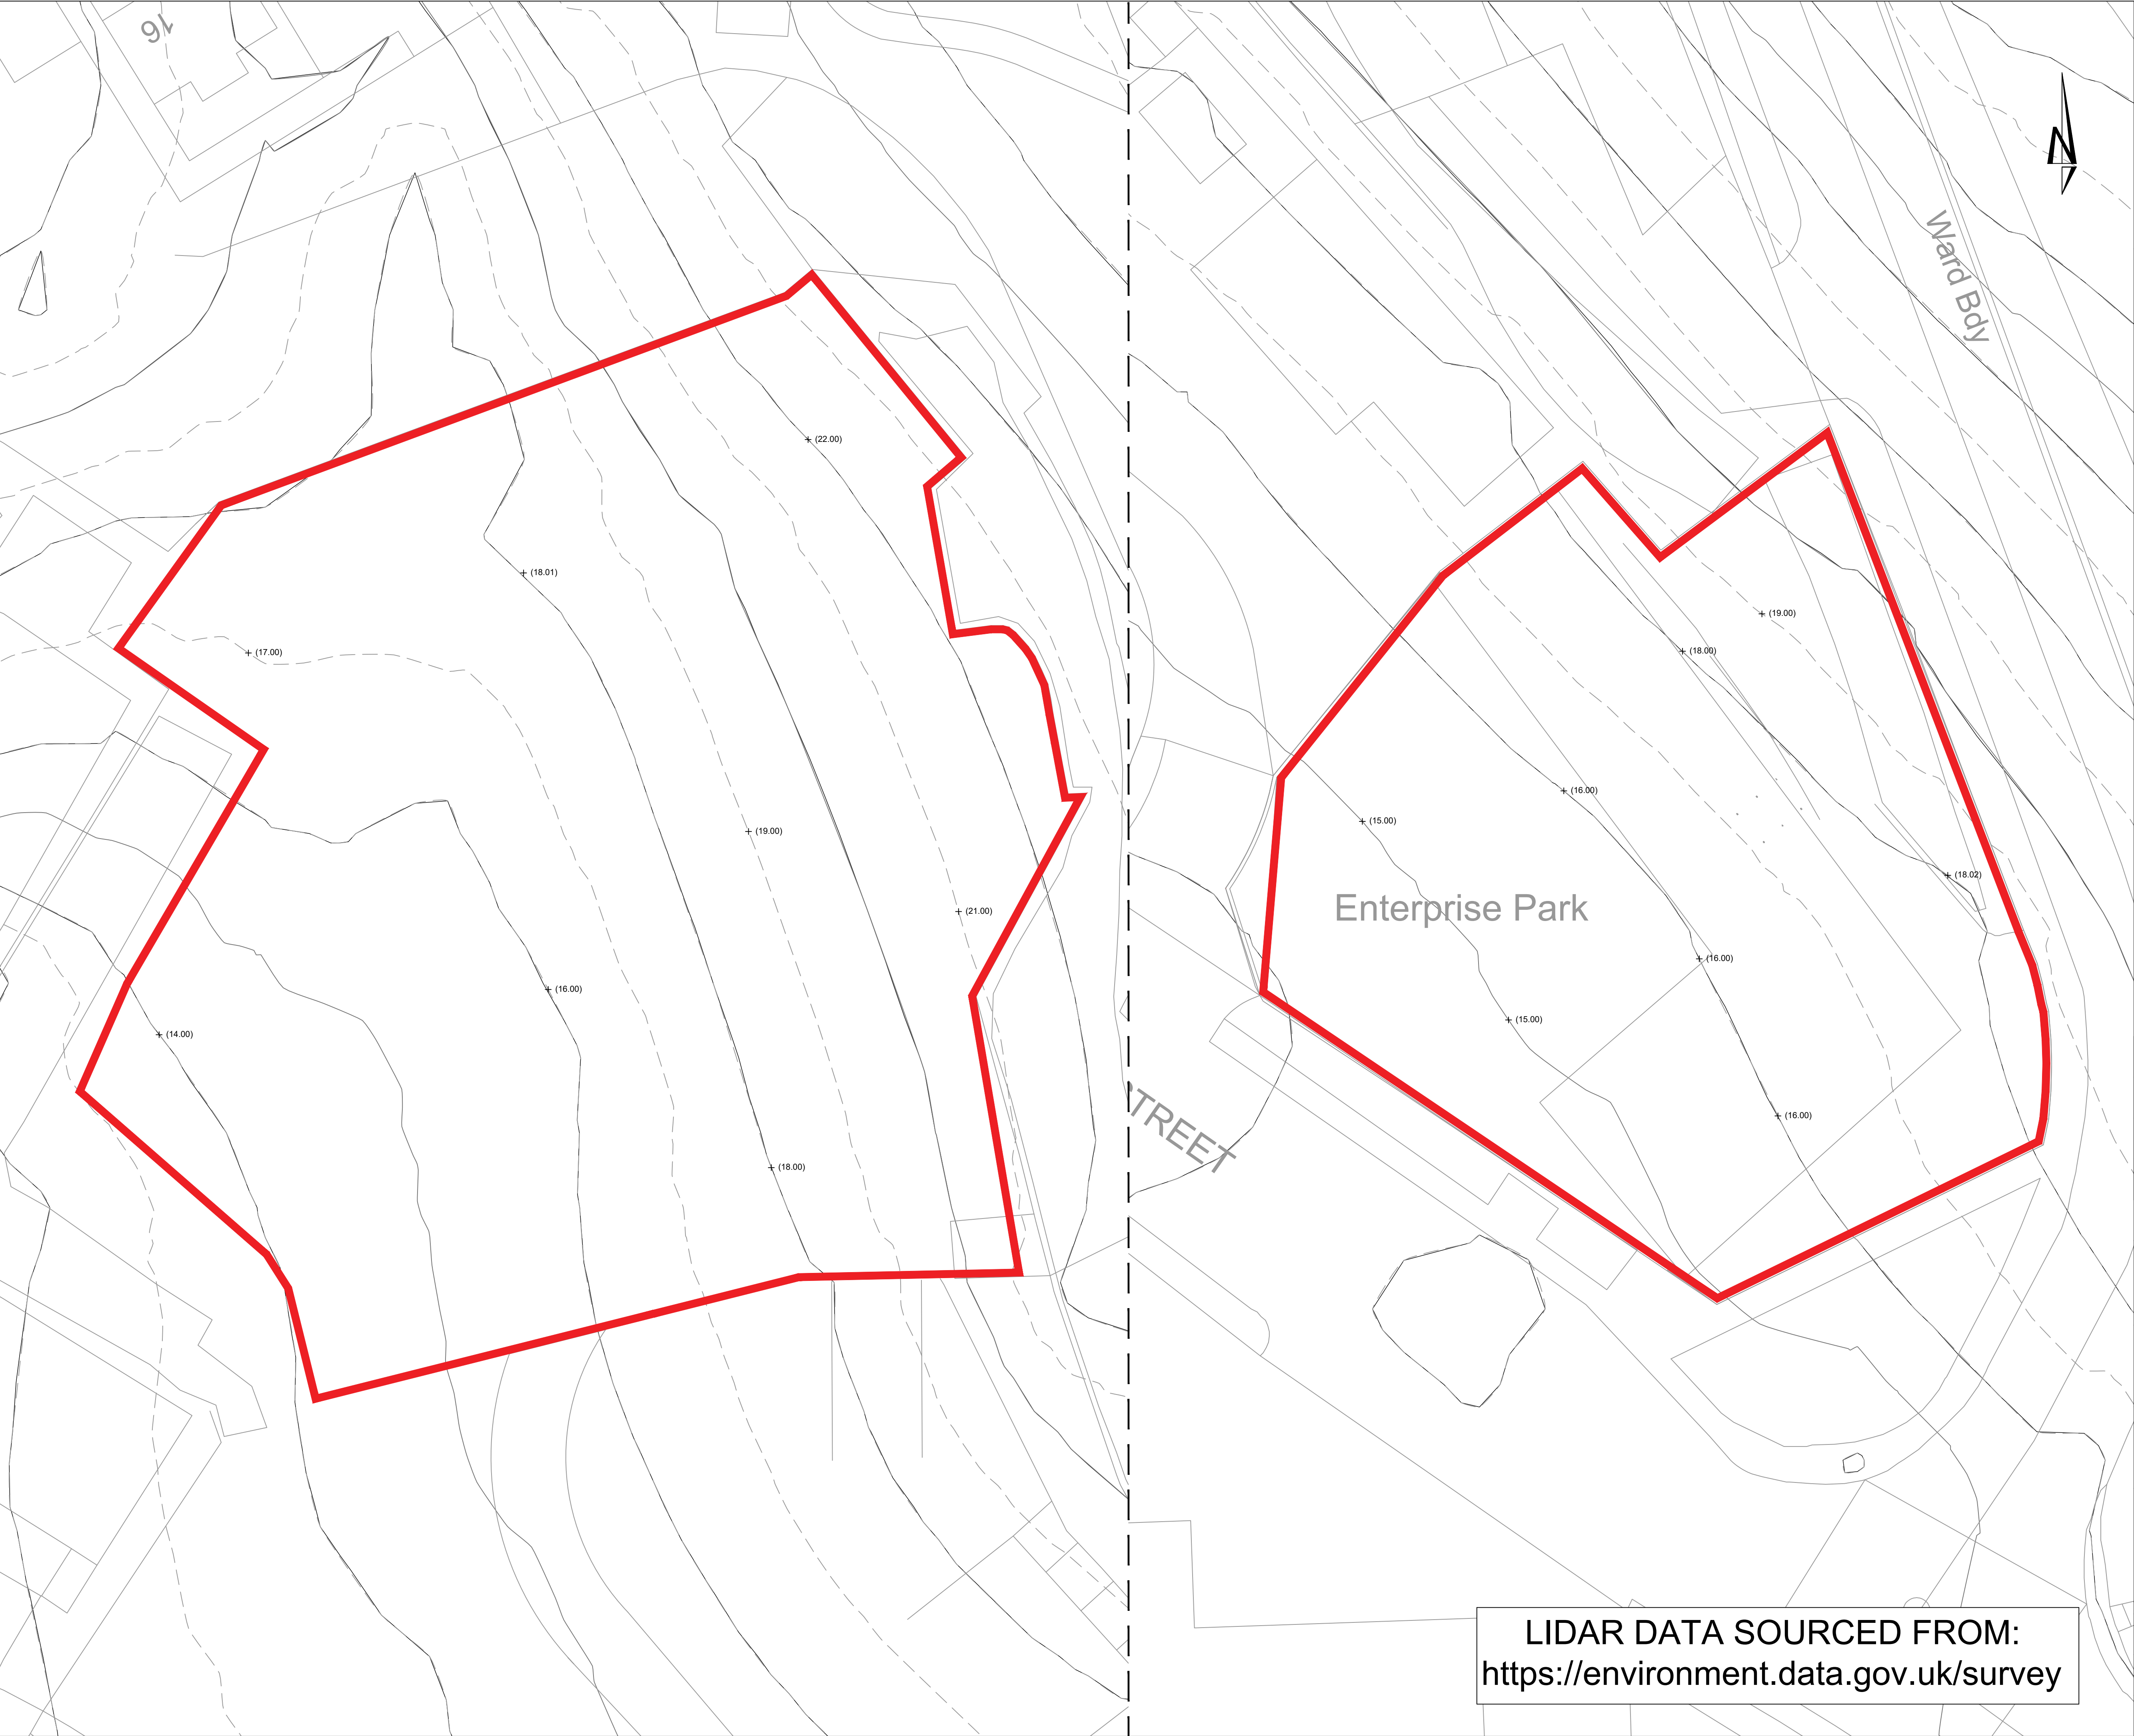 16
N
Ward Bdy
(22.00)
(18.01)
(17.00)
(19.00)
(18.00)
(16.00)
(15.00)
(19.00)
(18.02)
Enterprise Park
(21.00)
(16.00)
(16.00)
(14.00)
(15.00)
(16.00)
TREET
(18.00)
LIDAR DATA SOURCED FROM:
https://environment.data.gov.uk/survey